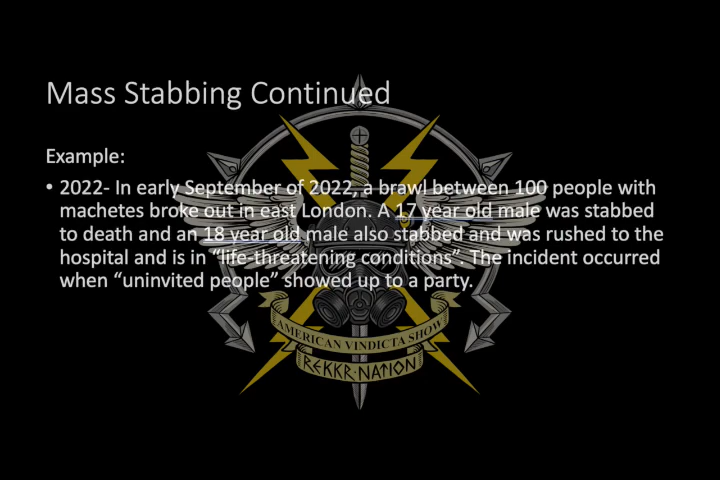 Mass Stabbing Continued
Example:
• 2022- In early September of 2022, a brawl between 100 people with
machetes broke out in east London. A 17 year old male was stabbed
to death and an 18 year old male also stabbed and was rushed to the
hospital and is in “life-threatening conditions”. The incident occurred
when “uninvited people” showed up to a party.
AMERICAN VINDICTA SHOW
REKKR·NATION